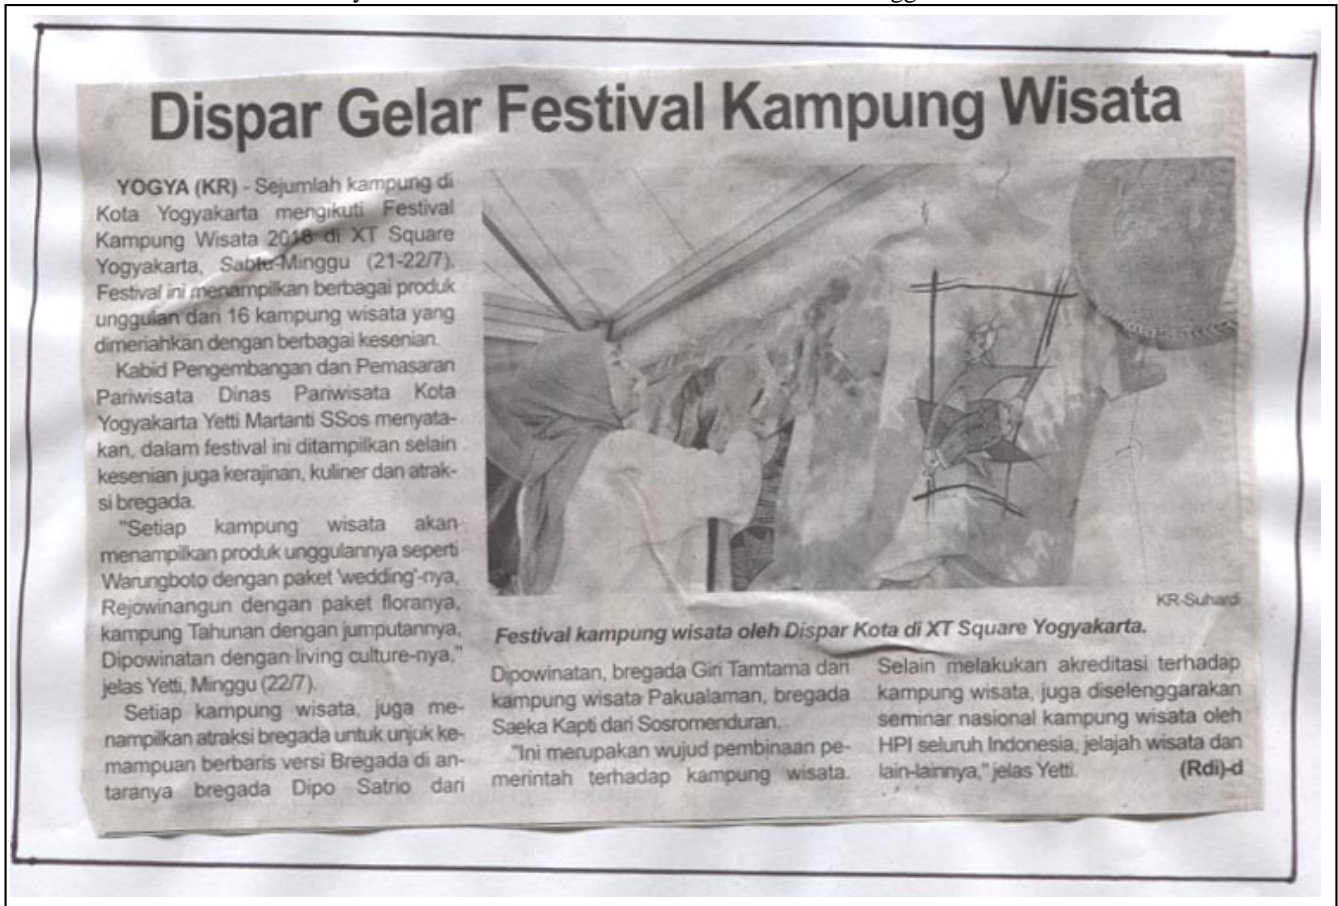 Dispar Gelar Festival Kampung Wisata
YOGYA (KR) - Sejumlah kampung di
Kota Yogyakarta mengikuti Festival
Kampung Wisata 2018 di XT Square
Yogyakarta, Sabtu-Minggu (21-22/7).
Festival ini menampilkan berbagai produk
unggulan dari 16 kampung wisata yang
dimeriahkan dengan berbagai kesenian.
Kabid Pengembangan dan Pemasaran
Pariwisata Dinas Pariwisata Kota
Yogyakarta Yetti Martanti SSos menyata-
kan, dalam festival ini ditampilkan selain
kesenian juga kerajinan, kuliner dan atrak-
si bregada.
"Setiap kampung wisata akan
menampilkan produk unggulannya seperti
Warungboto dengan paket 'wedding'-nya,
Rejowinangun dengan paket floranya,
kampung Tahunan dengan jumputannya,
Dipowinatan dengan living culture-nya,"
jelas Yetti, Minggu (22/7).
Setiap kampung wisata, juga me-
nampilkan atraksi bregada untuk unjuk ke-
mampuan berbaris versi Bregada di an-
taranya bregada Dipo Satrio dari
KR-Suhardi
Festival kampung wisata oleh Dispar Kota di XT Square Yogyakarta.
Dipowinatan, bregada Giri Tamtama dari
kampung wisata Pakualaman, bregada
Saeka Kapti dari Sosromenduran.
"Ini merupakan wujud pembinaan pe-
merintah terhadap kampung wisata.
Selain melakukan akreditasi terhadap
kampung wisata, juga diselenggarakan
seminar nasional kampung wisata oleh
HPI seluruh Indonesia, jelajah wisata dan
lain-lainnya," jelas Yetti. (Rdi)-d